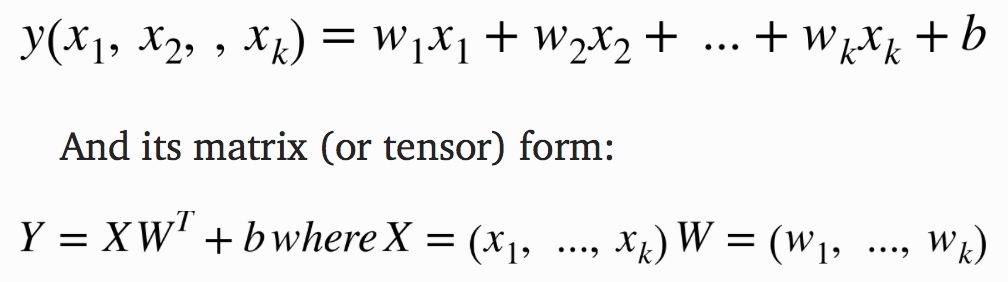 y(x₁, x₂, , xₖ) = w₁x₁ + w₂x₂ + ... + wₖxₖ + b
And its matrix (or tensor) form:
Y = XWᵀ + b where X = (x₁, ..., xₖ) W = (w₁, ..., wₖ)